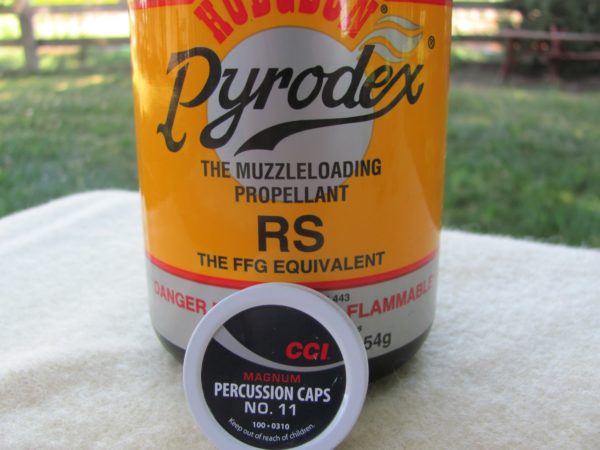 HODGDON®
Pyrodex®
THE MUZZLELOADING
PROPELLANT
RS
THE FFG EQUIVALENT
DANGER
443
FLAMMABLE
54g
CCI
MAGNUM
PERCUSSION CAPS
NO. 11
100 • 0310
Keep out of reach of children.